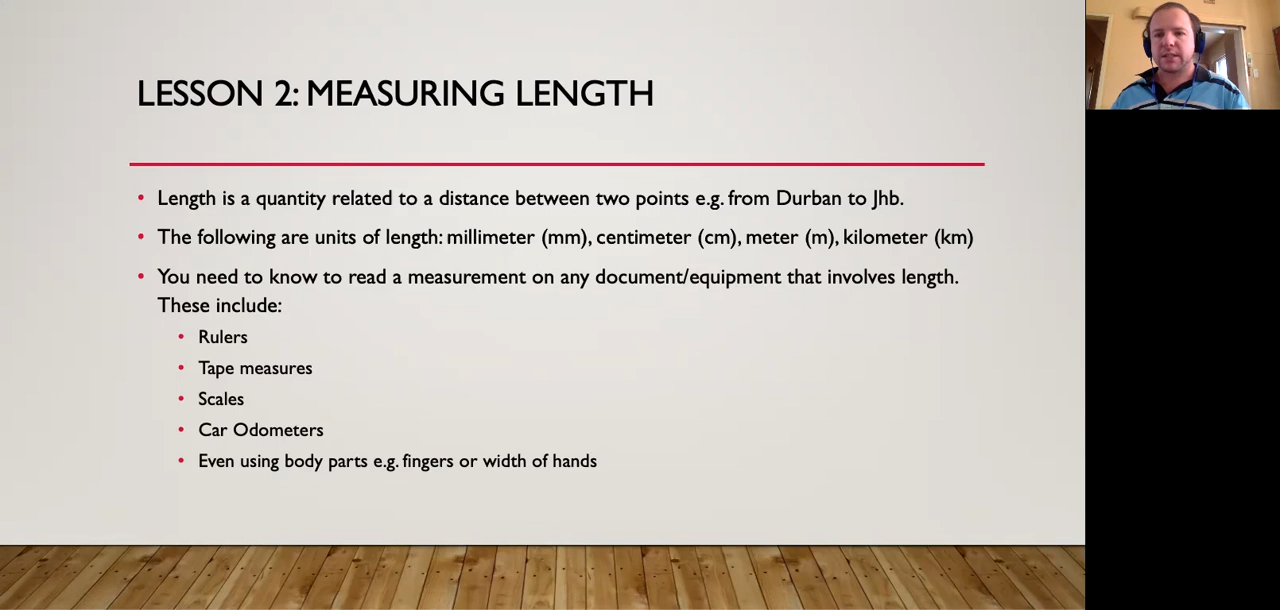 LESSON 2: MEASURING LENGTH
• Length is a quantity related to a distance between two points e.g. from Durban to Jhb.
• The following are units of length: millimeter (mm), centimeter (cm), meter (m), kilometer (km)
• You need to know to read a measurement on any document/equipment that involves length.
These include:
• Rulers
• Tape measures
• Scales
• Car Odometers
• Even using body parts e.g. fingers or width of hands